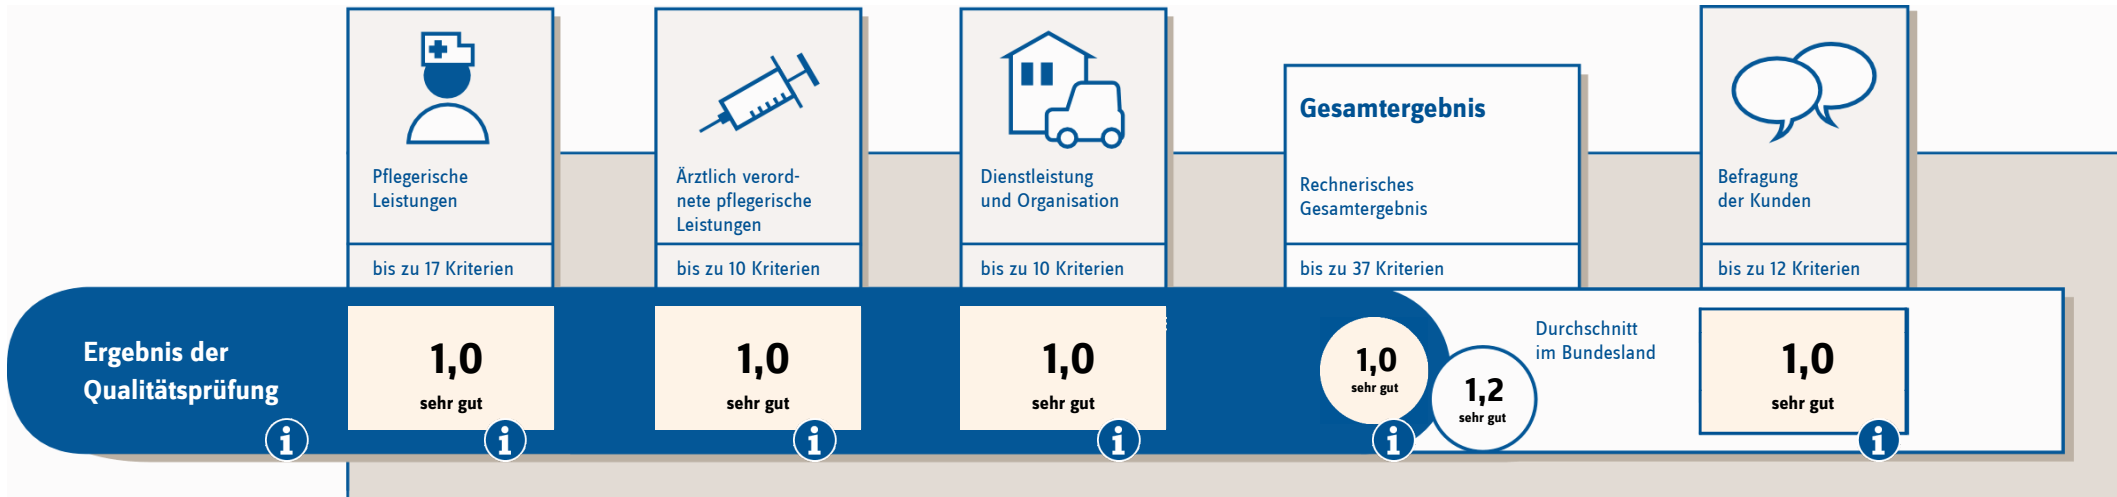 Pflegerische
Leistungen
bis zu 17 Kriterien
Ärztlich verord-
nete pflegerische
Leistungen
bis zu 10 Kriterien
Dienstleistung
und Organisation
bis zu 10 Kriterien
Gesamtergebnis
Rechnerisches
Gesamtergebnis
bis zu 37 Kriterien
Befragung
der Kunden
bis zu 12 Kriterien
Ergebnis der
Qualitätsprüfung
i
1,0
sehr gut
i
1,0
sehr gut
i
1,0
sehr gut
i
1,0
sehr gut
i
1,2
sehr gut
Durchschnitt
im Bundesland
1,0
sehr gut
i